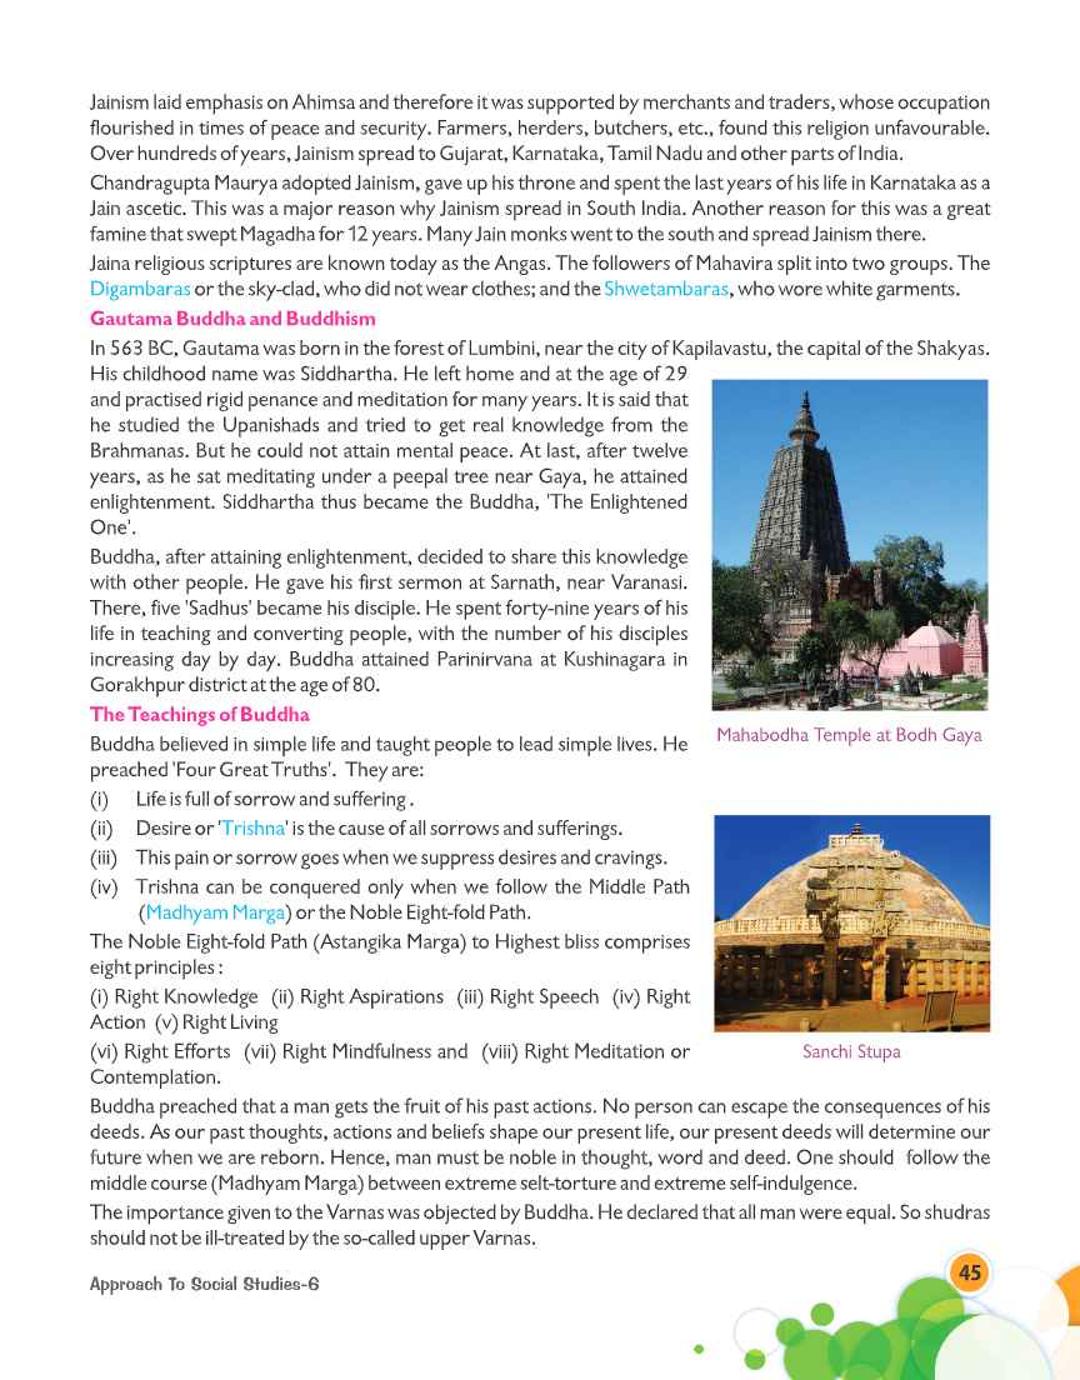 Jainism laid emphasis on Ahimsa and therefore it was supported by merchants and traders, whose occupation
flourished in times of peace and security. Farmers, herders, butchers, etc., found this religion unfavourable.
Over hundreds of years, Jainism spread to Gujarat, Karnataka, Tamil Nadu and other parts of India.
Chandragupta Maurya adopted Jainism, gave up his throne and spent the last years of his life in Karnataka as a
Jain ascetic. This was a major reason why Jainism spread in South India. Another reason for this was a great
famine that swept Magadha for 12 years. Many Jain monks went to the south and spread Jainism there.
Jaina religious scriptures are known today as the Angas. The followers of Mahavira split into two groups. The
Digambaras or the sky-clad, who did not wear clothes; and the Shwetambaras, who wore white garments.
Gautama Buddha and Buddhism
In 563 BC, Gautama was born in the forest of Lumbini, near the city of Kapilavastu, the capital of the Shakyas.
His childhood name was Siddhartha. He left home and at the age of 29
and practised rigid penance and meditation for many years. It is said that
he studied the Upanishads and tried to get real knowledge from the
Brahmanas. But he could not attain mental peace. At last, after twelve
years, as he sat meditating under a peepal tree near Gaya, he attained
enlightenment. Siddhartha thus became the Buddha, 'The Enlightened
One'.
Buddha, after attaining enlightenment, decided to share this knowledge
with other people. He gave his first sermon at Sarnath, near Varanasi.
There, five 'Sadhus' became his disciple. He spent forty-nine years of his
life in teaching and converting people, with the number of his disciples
increasing day by day. Buddha attained Parinirvana at Kushinagara in
Gorakhpur district at the age of 80.
The Teachings of Buddha
Buddha believed in simple life and taught people to lead simple lives. He
preached 'Four Great Truths'. They are:
(i) Life is full of sorrow and suffering.
(ii) Desire or 'Trishna' is the cause of all sorrows and sufferings.
(iii) This pain or sorrow goes when we suppress desires and cravings.
(iv) Trishna can be conquered only when we follow the Middle Path
(Madhyam Marga) or the Noble Eight-fold Path.
The Noble Eight-fold Path (Astangika Marga) to Highest bliss comprises
eight principles:
(i) Right Knowledge (ii) Right Aspirations (iii) Right Speech (iv) Right
Action (v) Right Living
(vi) Right Efforts (vii) Right Mindfulness and (viii) Right Meditation or
Contemplation.
Mahabodha Temple at Bodh Gaya
Sanchi Stupa
Buddha preached that a man gets the fruit of his past actions. No person can escape the consequences of his
deeds. As our past thoughts, actions and beliefs shape our present life, our present deeds will determine our
future when we are reborn. Hence, man must be noble in thought, word and deed. One should follow the
middle course (Madhyam Marga) between extreme selt-torture and extreme self-indulgence.
The importance given to the Varnas was objected by Buddha. He declared that all man were equal. So shudras
should not be ill-treated by the so-called upper Varnas.
Approach To Social Studies-6
45